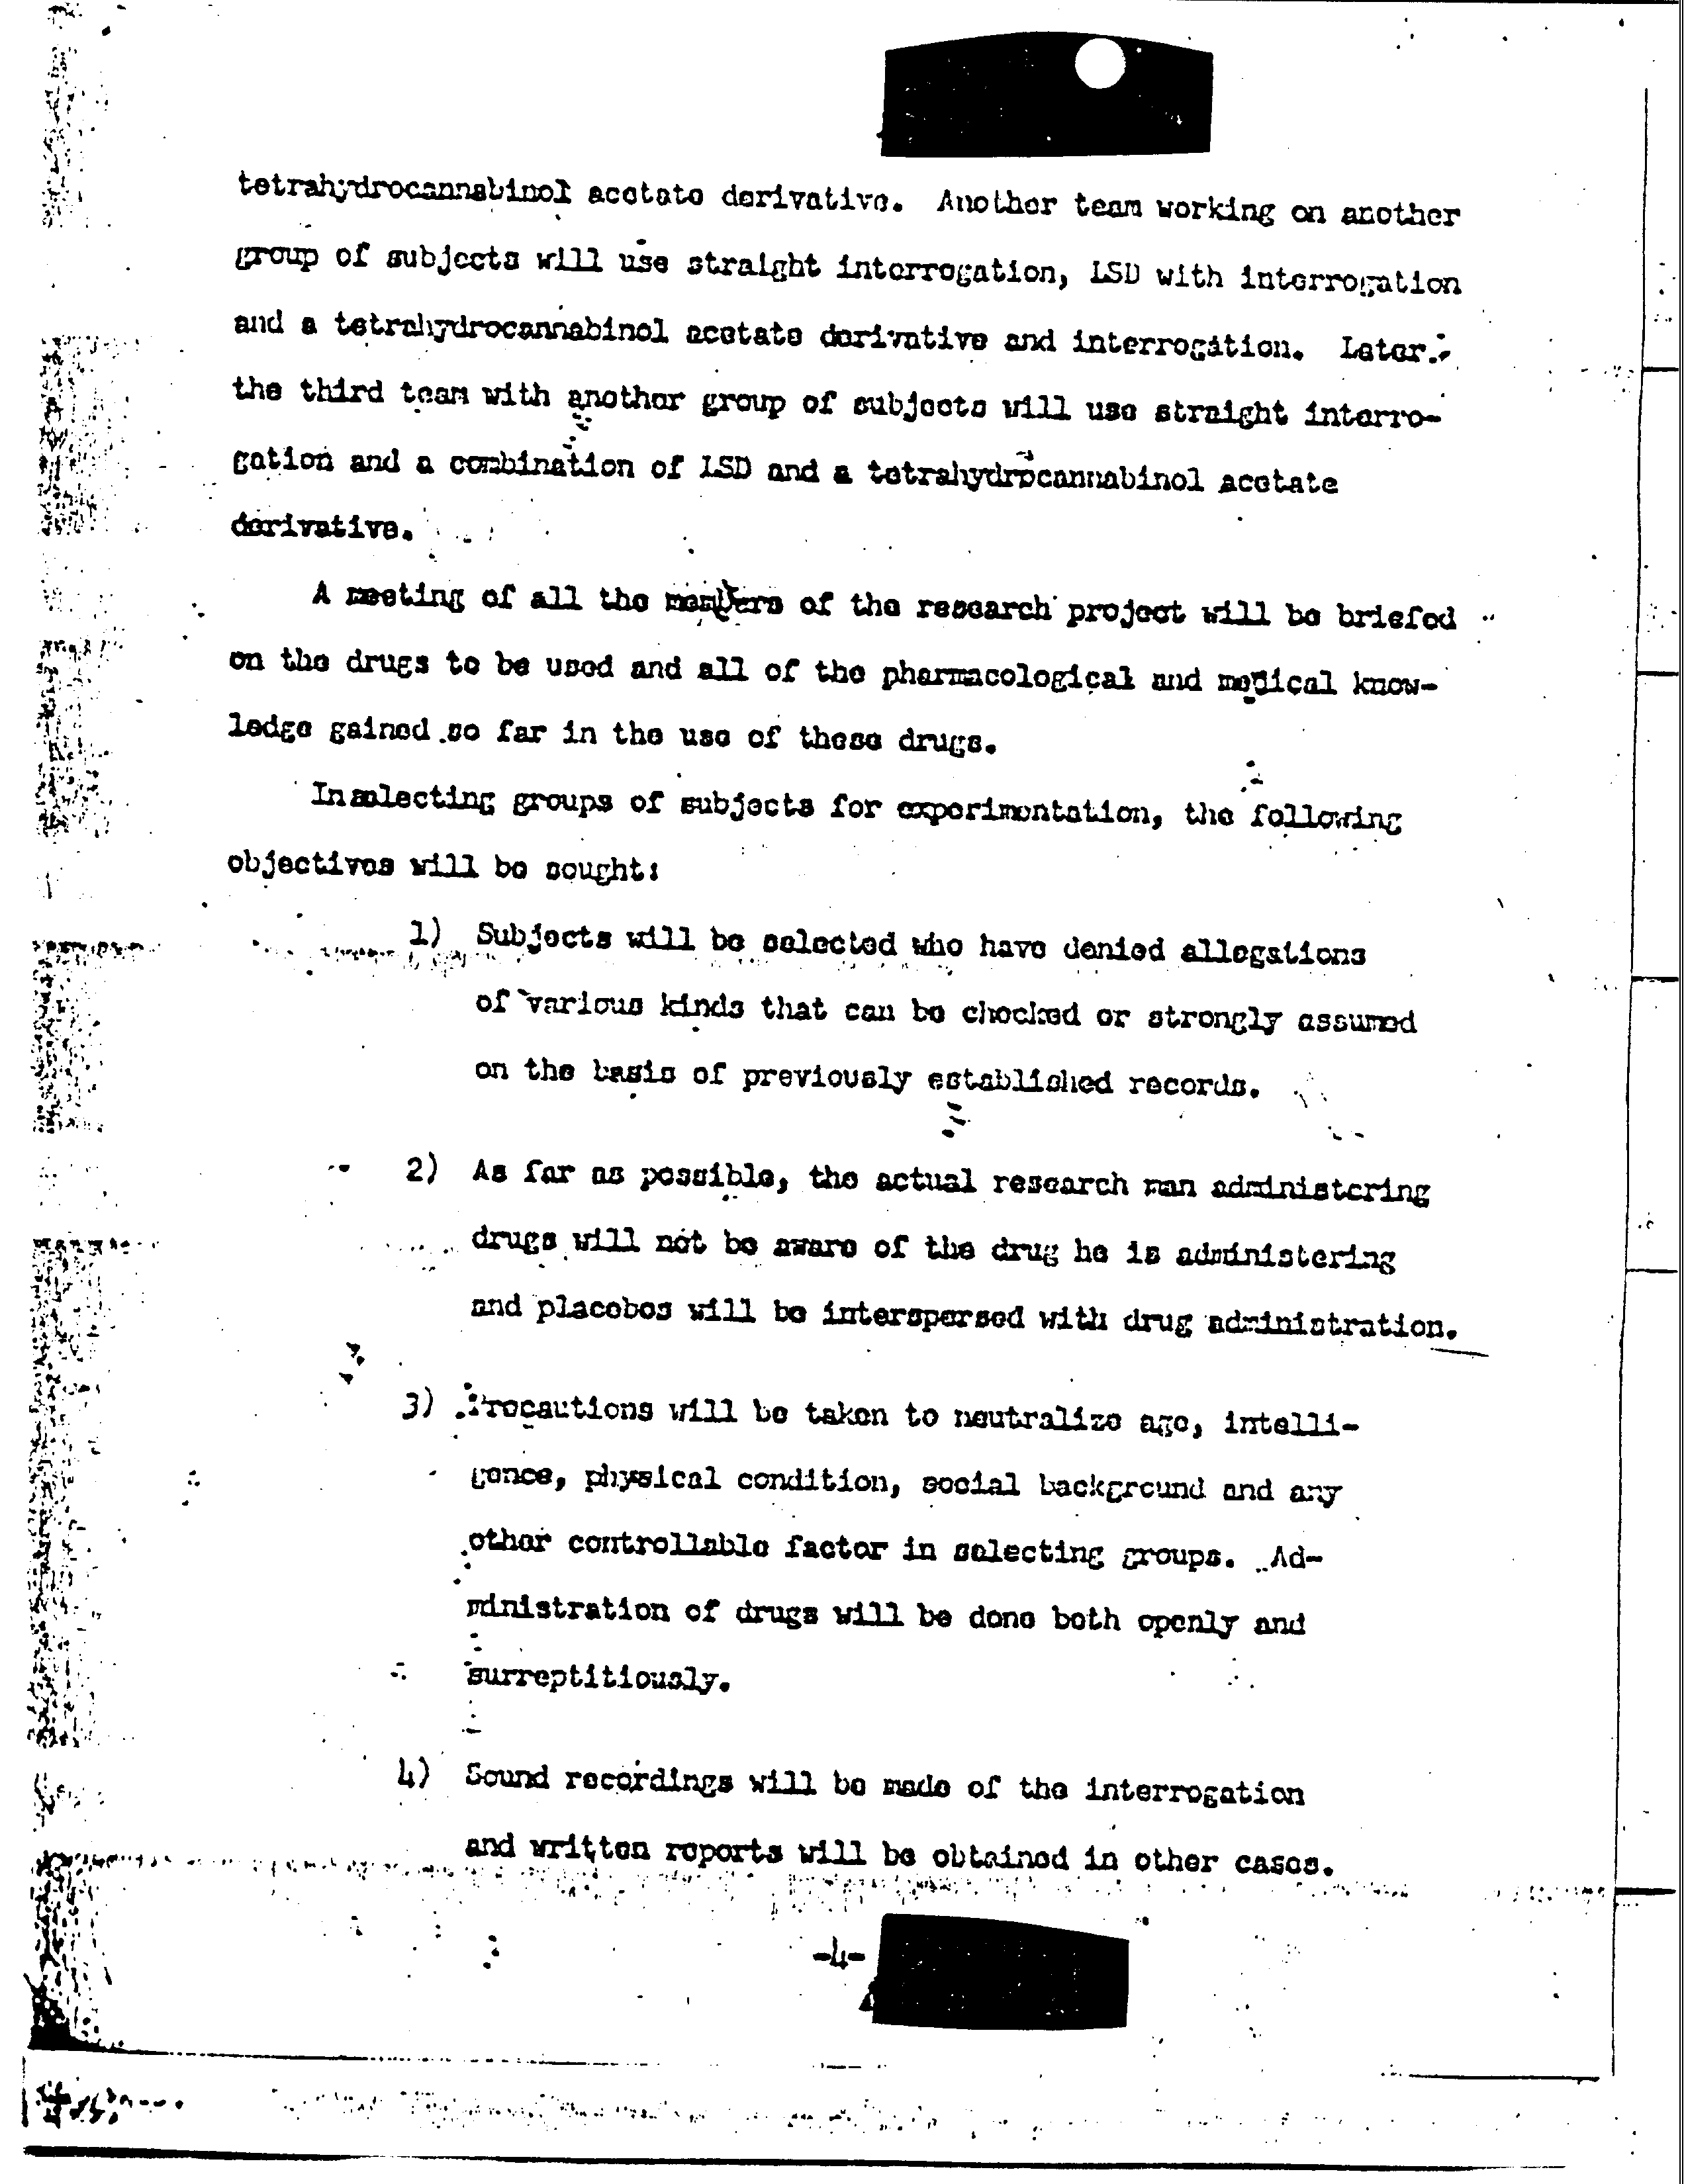 tetrahydrocannabinol acetate derivative. Another team working on another
group of subjects will use straight interrogation, LSD with interrogation
and a tetrahydrocannabinol acetate derivative and interrogation. Later.
the third team with another group of subjects will use straight interro-
gation and a combination of LSD and a tetrahydrocannabinol acetate
derivative.
A meeting of all the members of the research project will be briefed
on the drugs to be used and all of the pharmacological and medical know-
ledge gained so far in the use of these drugs.
In selecting groups of subjects for experimentation, the following
objectives will be sought:
1) Subjects will be selected who have denied allegations
of various kinds that can be checked or strongly assumed
on the basis of previously established records.
2) As far as possible, the actual research man administering
drugs will not be aware of the drug he is administering
and placebos will be interspersed with drug administration.
3) Precautions will be taken to neutralize age, intelli-
gence, physical condition, social background and any
other controllable factor in selecting groups. Ad-
ministration of drugs will be done both openly and
surreptitiously.
4) Sound recordings will be made of the interrogation
and written reports will be obtained in other cases.
-4-